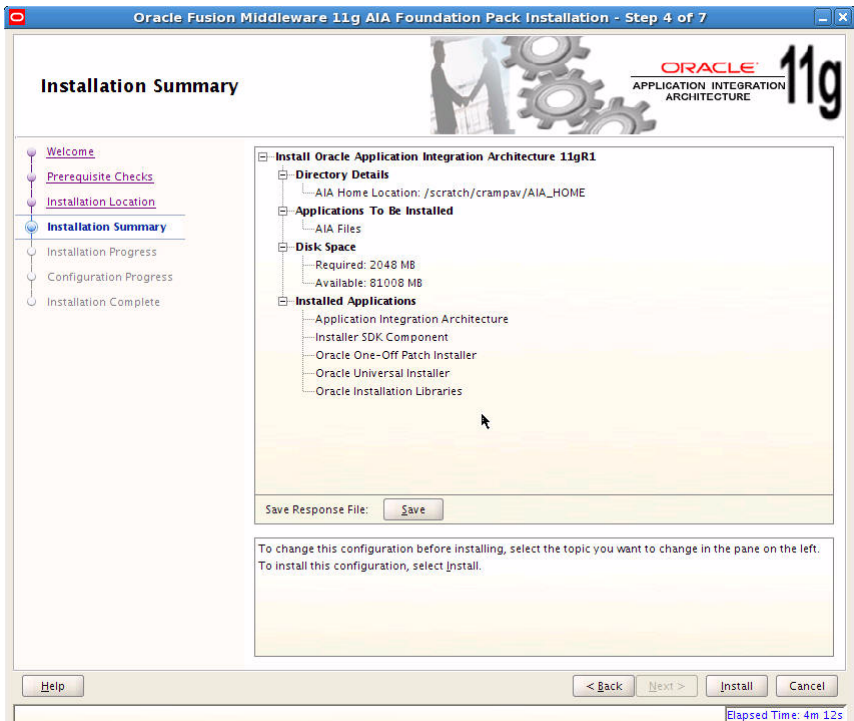 Oracle Fusion Middleware 11g AIA Foundation Pack Installation - Step 4 of 7
Installation Summary
ORACLE
APPLICATION INTEGRATION
ARCHITECTURE
11g
Welcome
Prerequisite Checks
Installation Location
Installation Summary
Installation Progress
Configuration Progress
Installation Complete
Install Oracle Application Integration Architecture 11gR1
Directory Details
AIA Home Location: /scratch/crampav/AIA_HOME
Applications To Be Installed
AIA Files
Disk Space
Required: 2048 MB
Available: 81008 MB
Installed Applications
Application Integration Architecture
Installer SDK Component
Oracle One-Off Patch Installer
Oracle Universal Installer
Oracle Installation Libraries
Save Response File: Save
To change this configuration before installing, select the topic you want to change in the pane on the left.
To install this configuration, select Install.
Help < Back Next > Install Cancel
Elapsed Time: 4m 12s